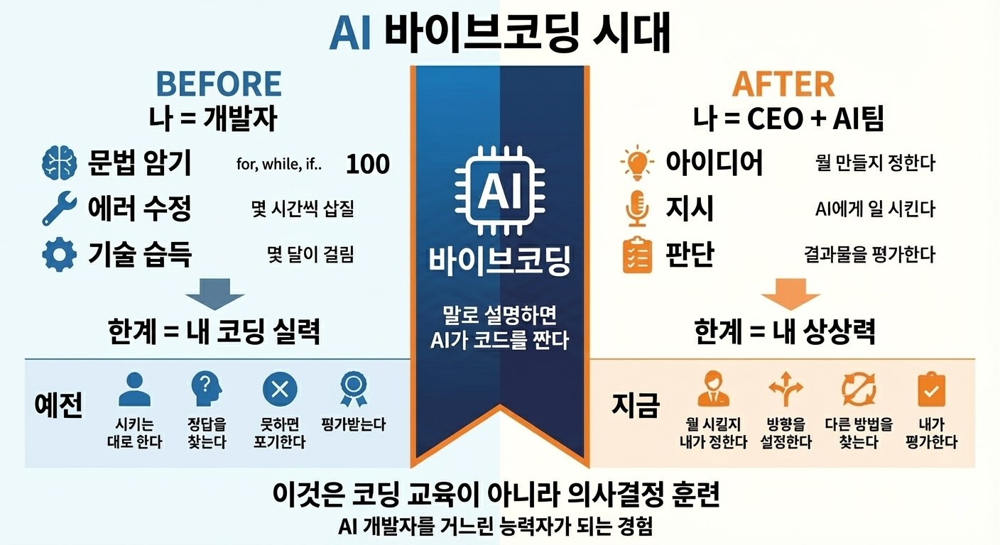 AI 바이브코딩 시대
BEFORE
나 = 개발자
문법 암기 for, while, if.. 100
에러 수정 몇 시간씩 삽질
기술 습득 몇 달이 걸림
한계 = 내 코딩 실력
예전
시키는
대로 한다
정답을
찾는다
못하면
포기한다
평가받는다
AI
바이브코딩
말로 설명하면
AI가 코드를 짠다
AFTER
나 = CEO + AI팀
아이디어 뭘 만들지 정한다
지시 AI에게 일 시킨다
판단 결과물을 평가한다
한계 = 내 상상력
지금
뭘 시킬지
내가 정한다
방향을
설정한다
다른 방법을
찾는다
내가
평가한다
이것은 코딩 교육이 아니라 의사결정 훈련
AI 개발자를 거느린 능력자가 되는 경험